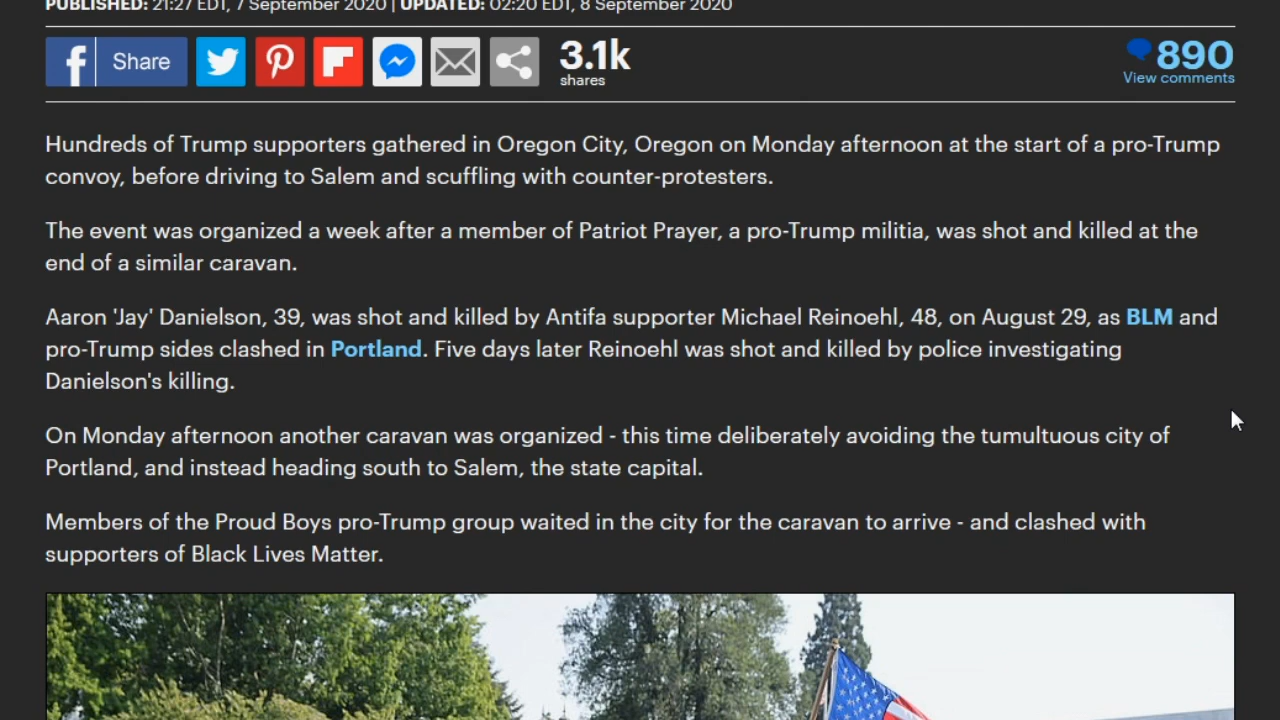 PUBLISHED: 21:27 EDT, 7 September 2020 | UPDATED: 02:20 EDT, 8 September 2020
f Share 3.1k 890
shares View comments
Hundreds of Trump supporters gathered in Oregon City, Oregon on Monday afternoon at the start of a pro-Trump
convoy, before driving to Salem and scuffling with counter-protesters.
The event was organized a week after a member of Patriot Prayer, a pro-Trump militia, was shot and killed at the
end of a similar caravan.
Aaron 'Jay' Danielson, 39, was shot and killed by Antifa supporter Michael Reinoehl, 48, on August 29, as BLM and
pro-Trump sides clashed in Portland. Five days later Reinoehl was shot and killed by police investigating
Danielson's killing.
On Monday afternoon another caravan was organized - this time deliberately avoiding the tumultuous city of
Portland, and instead heading south to Salem, the state capital.
Members of the Proud Boys pro-Trump group waited in the city for the caravan to arrive - and clashed with
supporters of Black Lives Matter.